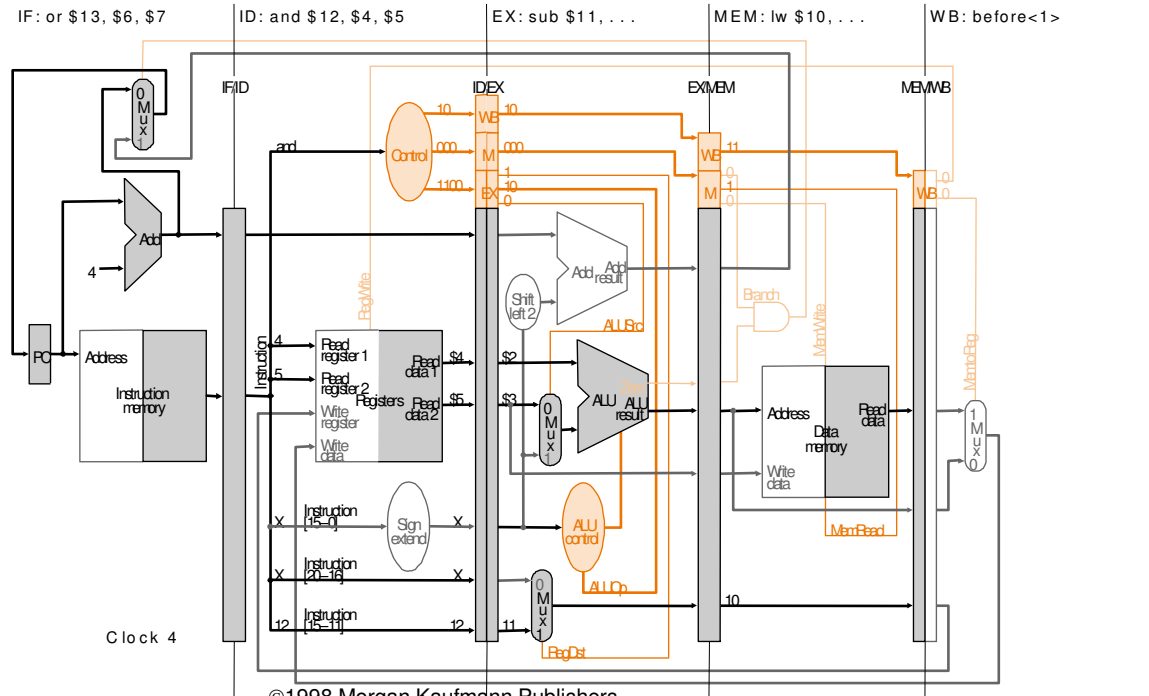 IF: or $13, $6, $7
ID: and $12, $4, $5
EX: sub $11, . . .
MEM: lw $10, . . .
WB: before<1>
IF/ID
ID/EX
EX/MEM
MEM/WB
0
M
u
x
1
Add
4
PC
Address
Instruction
memory
Instruction
and
Control
10
000
1100
WB
M
EX
10
000
1
10
0
WB
M
11
0
1
0
WB
0
0
RegWrite
4
5
Read
register 1
Read
register 2
Registers
Write
register
Write
data
Read
data 1
Read
data 2
$4
$5
$2
$3
Shift
left 2
Add
Add
result
ALUSrc
Zero
ALU
ALU
result
0
M
u
x
1
Branch
MemWrite
Address
Data
memory
Read
data
Write
data
MemRead
MemtoReg
1
M
u
x
0
X
Instruction
[15–0]
Sign
extend
X
ALU
control
ALUOp
X
Instruction
[20–16]
X
12
Instruction
[15–11]
12
11
0
M
u
x
1
RegDst
10
Clock 4
©1998 Morgan Kaufmann Publishers